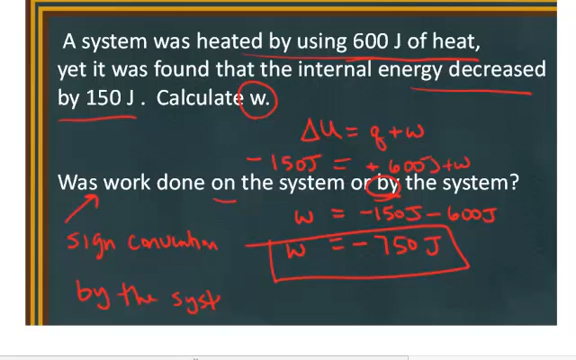 A system was heated by using 600 J of heat,
yet it was found that the internal energy decreased
by 150 J . Calculate w.
ΔU = q + w
-150J = +600J + w
Was work done on the system or by the system?
w = -150J - 600J
sign convention
w = -750 J
by the syst